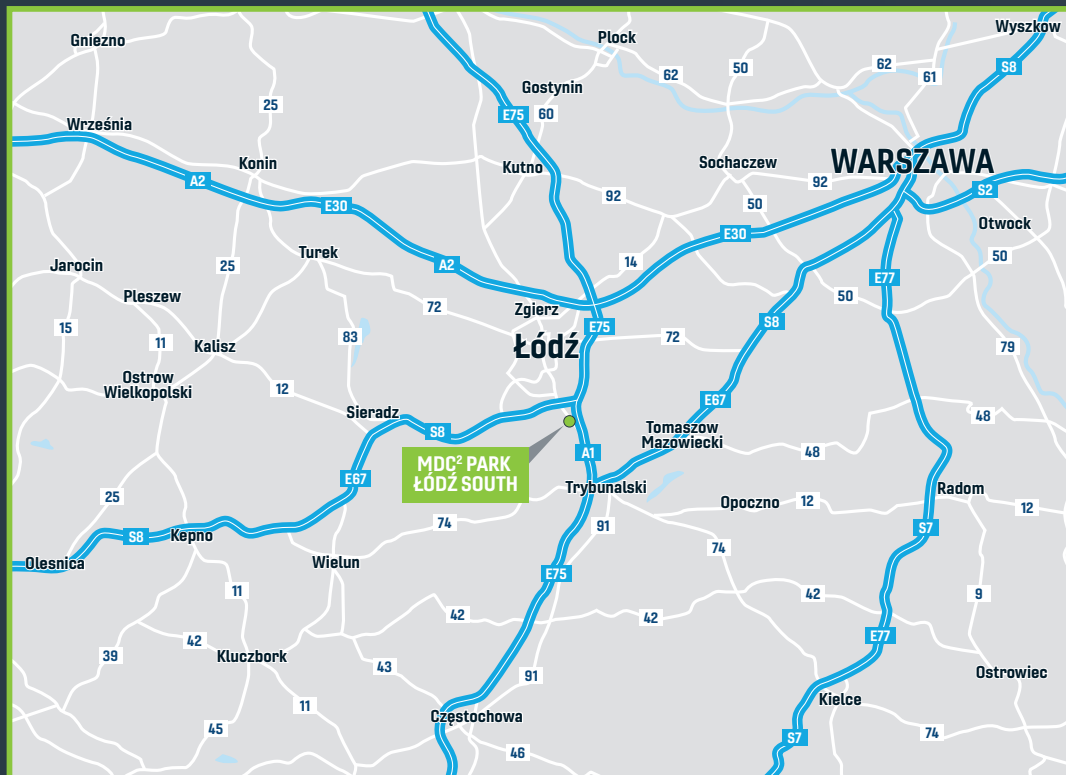 Gniezno
Plock
Wyszkow
62
50
62
61
S8
Gostynin
25
E75
60
Września
Konin
Kutno
Sochaczew
WARSZAWA
A2
92
92
S2
E30
50
Otwock
E30
Turek
50
Jarocin
25
A2
14
E77
Pleszew
72
Zgierz
50
15
11
83
E75
S8
72
Kalisz
Łódź
79
Ostrow
Wielkopolski
12
E67
Sieradz
48
S8
Tomaszow
Mazowiecki
A1
48
MDC² PARK
ŁÓDŹ SOUTH
E67
Trybunalski
25
Opoczno
12
Radom
12
74
91
S7
S8
Kepno
74
Olesnica
Wielun
E75
11
42
42
42
9
42
E77
39
Kluczbork
43
91
Ostrowiec
11
Kielce
45
Częstochowa
74
S7
46